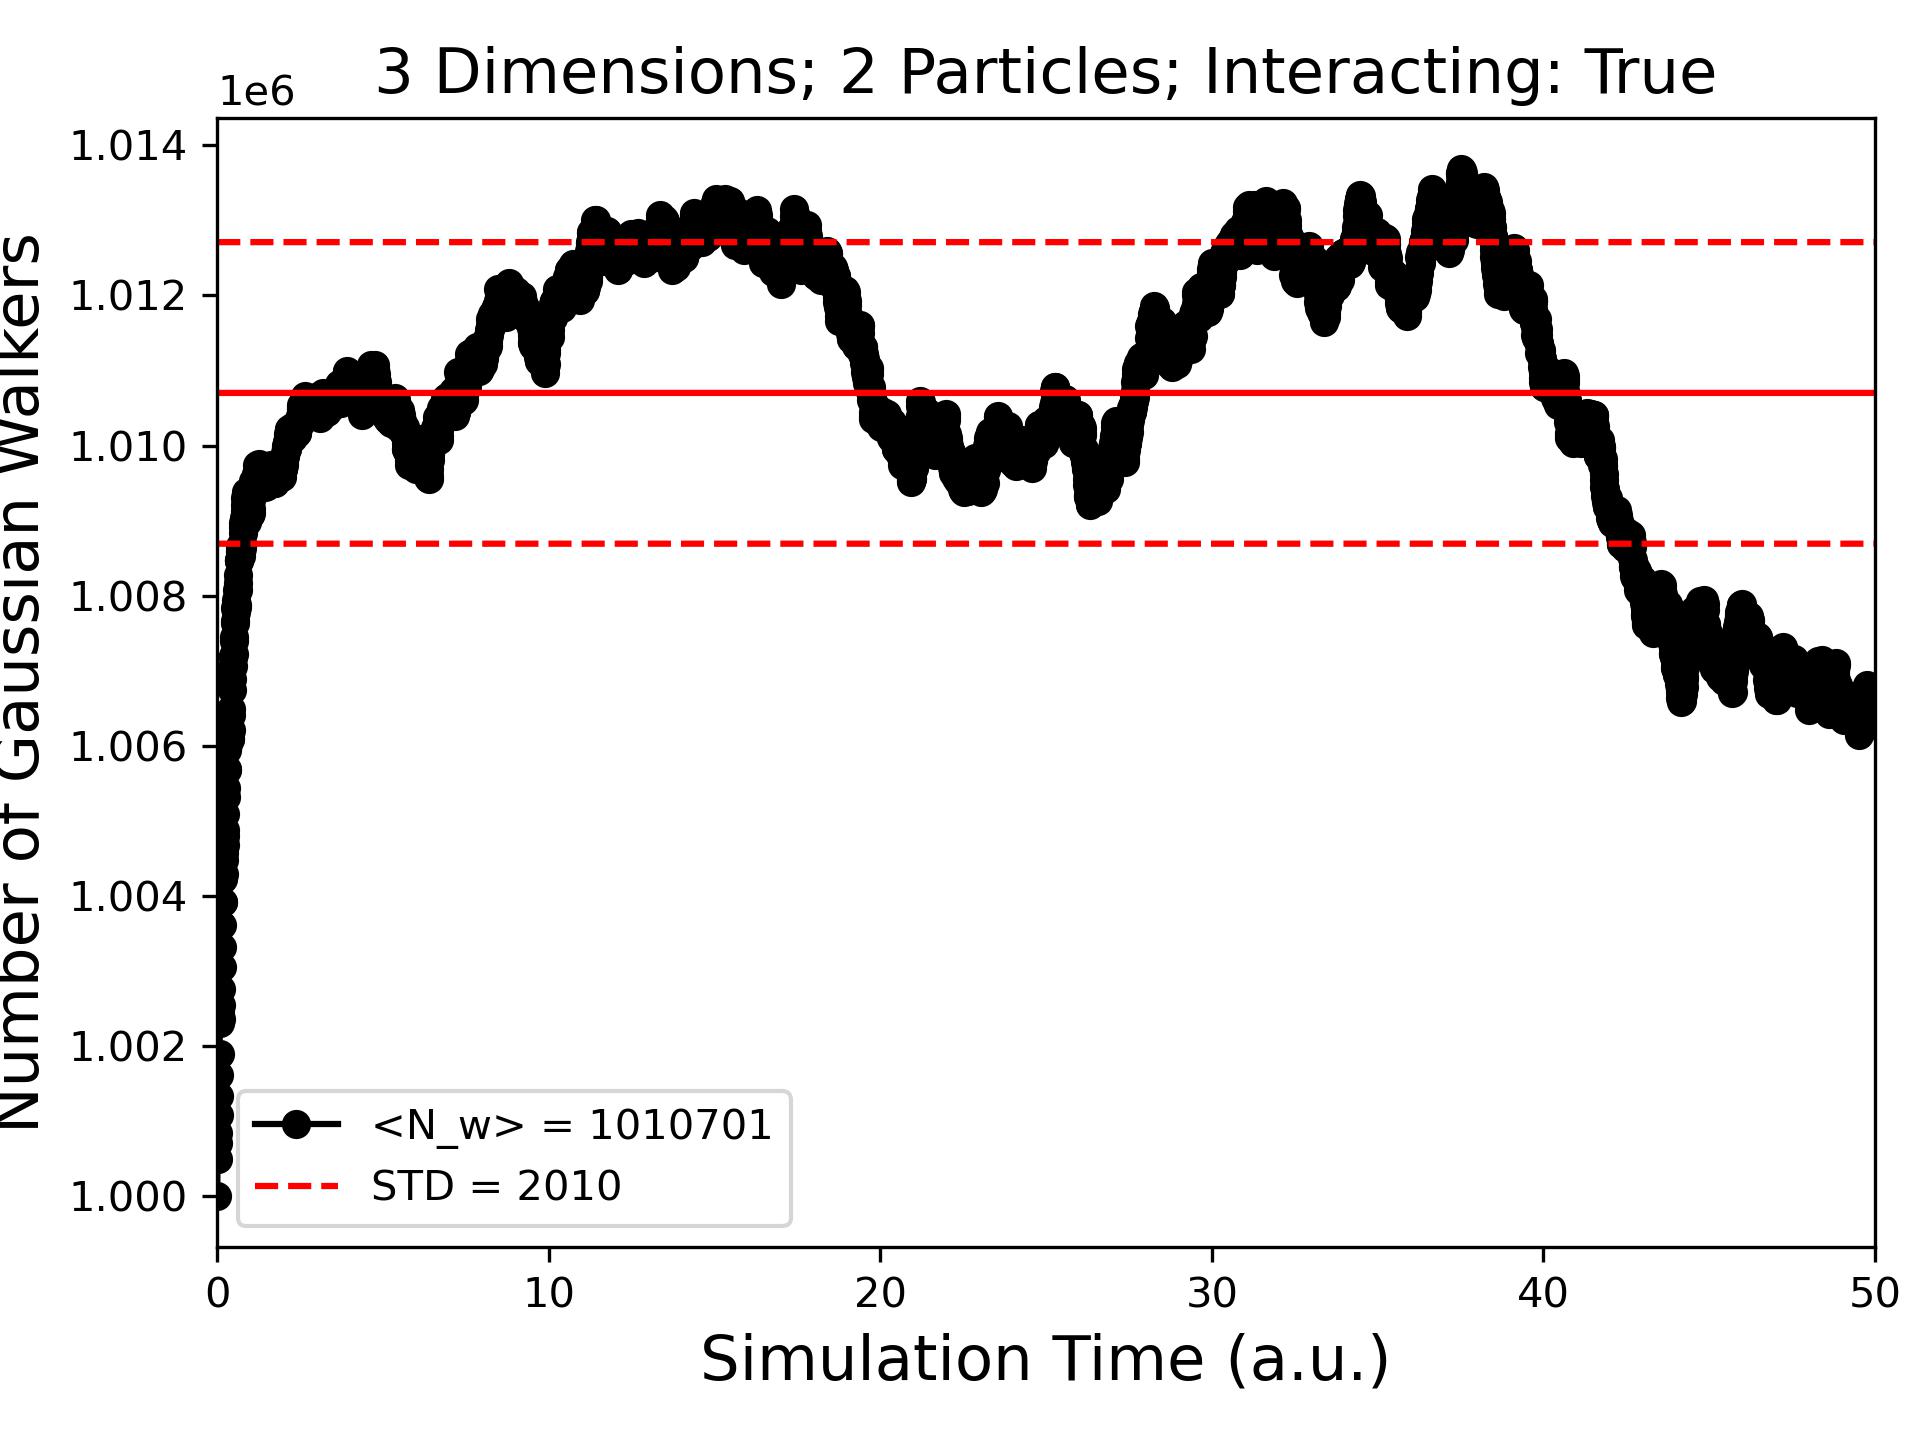 3 Dimensions; 2 Particles; Interacting: True
1e6
1.014
1.012
1.010
1.008
1.006
1.004
1.002
1.000
Number of Gaussian Walkers
<N_w> = 1010701
STD = 2010
0 10 20 30 40 50
Simulation Time (a.u.)